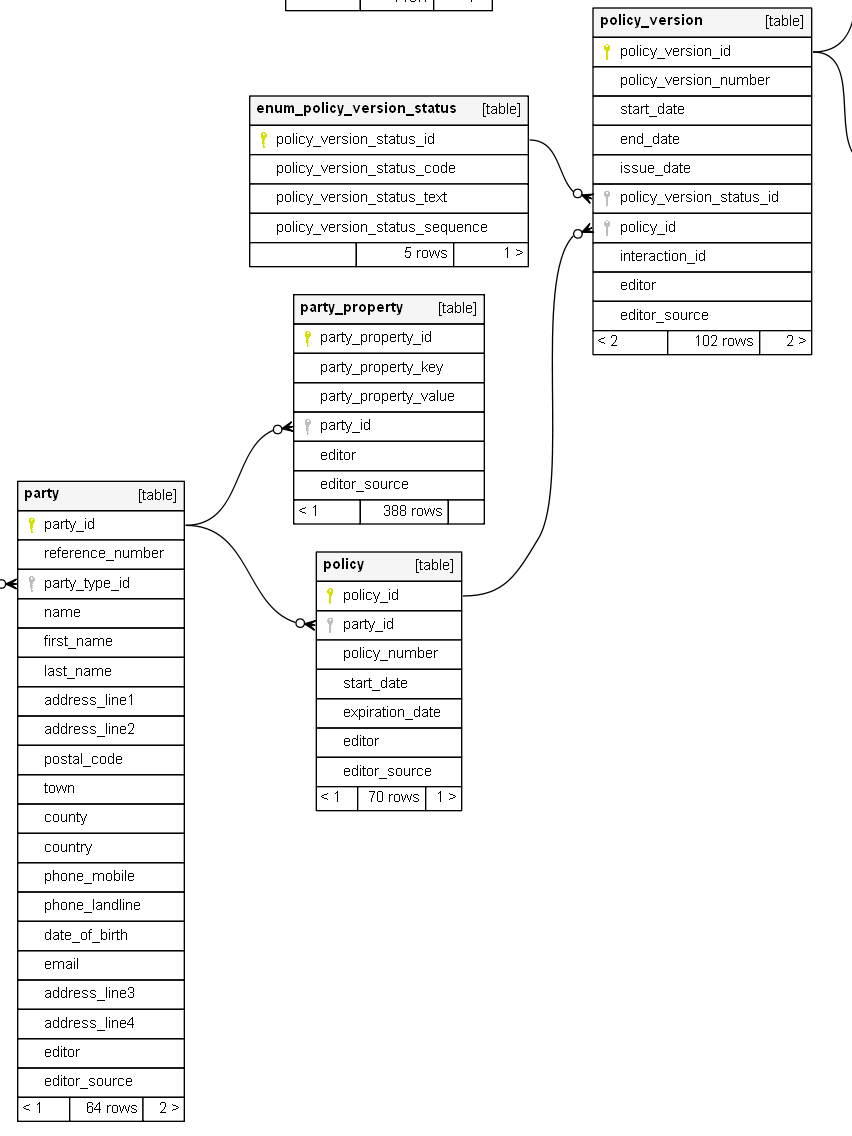 policy_version [table]
policy_version_id
policy_version_number
start_date
end_date
issue_date
policy_version_status_id
policy_id
interaction_id
editor
editor_source
< 2 102 rows 2 >
enum_policy_version_status [table]
policy_version_status_id
policy_version_status_code
policy_version_status_text
policy_version_status_sequence
5 rows 1 >
party_property [table]
party_property_id
party_property_key
party_property_value
party_id
editor
editor_source
< 1 388 rows
party [table]
party_id
reference_number
party_type_id
name
first_name
last_name
address_line1
address_line2
postal_code
town
county
country
phone_mobile
phone_landline
date_of_birth
email
address_line3
address_line4
editor
editor_source
< 1 64 rows 2 >
policy [table]
policy_id
party_id
policy_number
start_date
expiration_date
editor
editor_source
< 1 70 rows 1 >